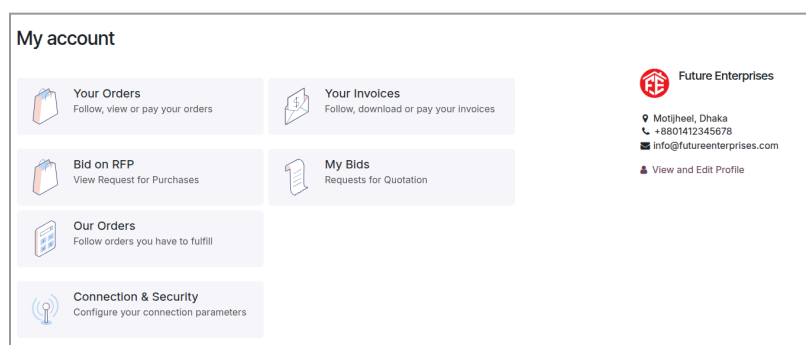 My account
Your Orders
Follow, view or pay your orders
Your Invoices
Follow, download or pay your invoices
Bid on RFP
View Request for Purchases
My Bids
Requests for Quotation
Our Orders
Follow orders you have to fulfill
Connection & Security
Configure your connection parameters
FE
Future Enterprises
Motijheel, Dhaka
+8801412345678
info@futureenterprises.com
View and Edit Profile